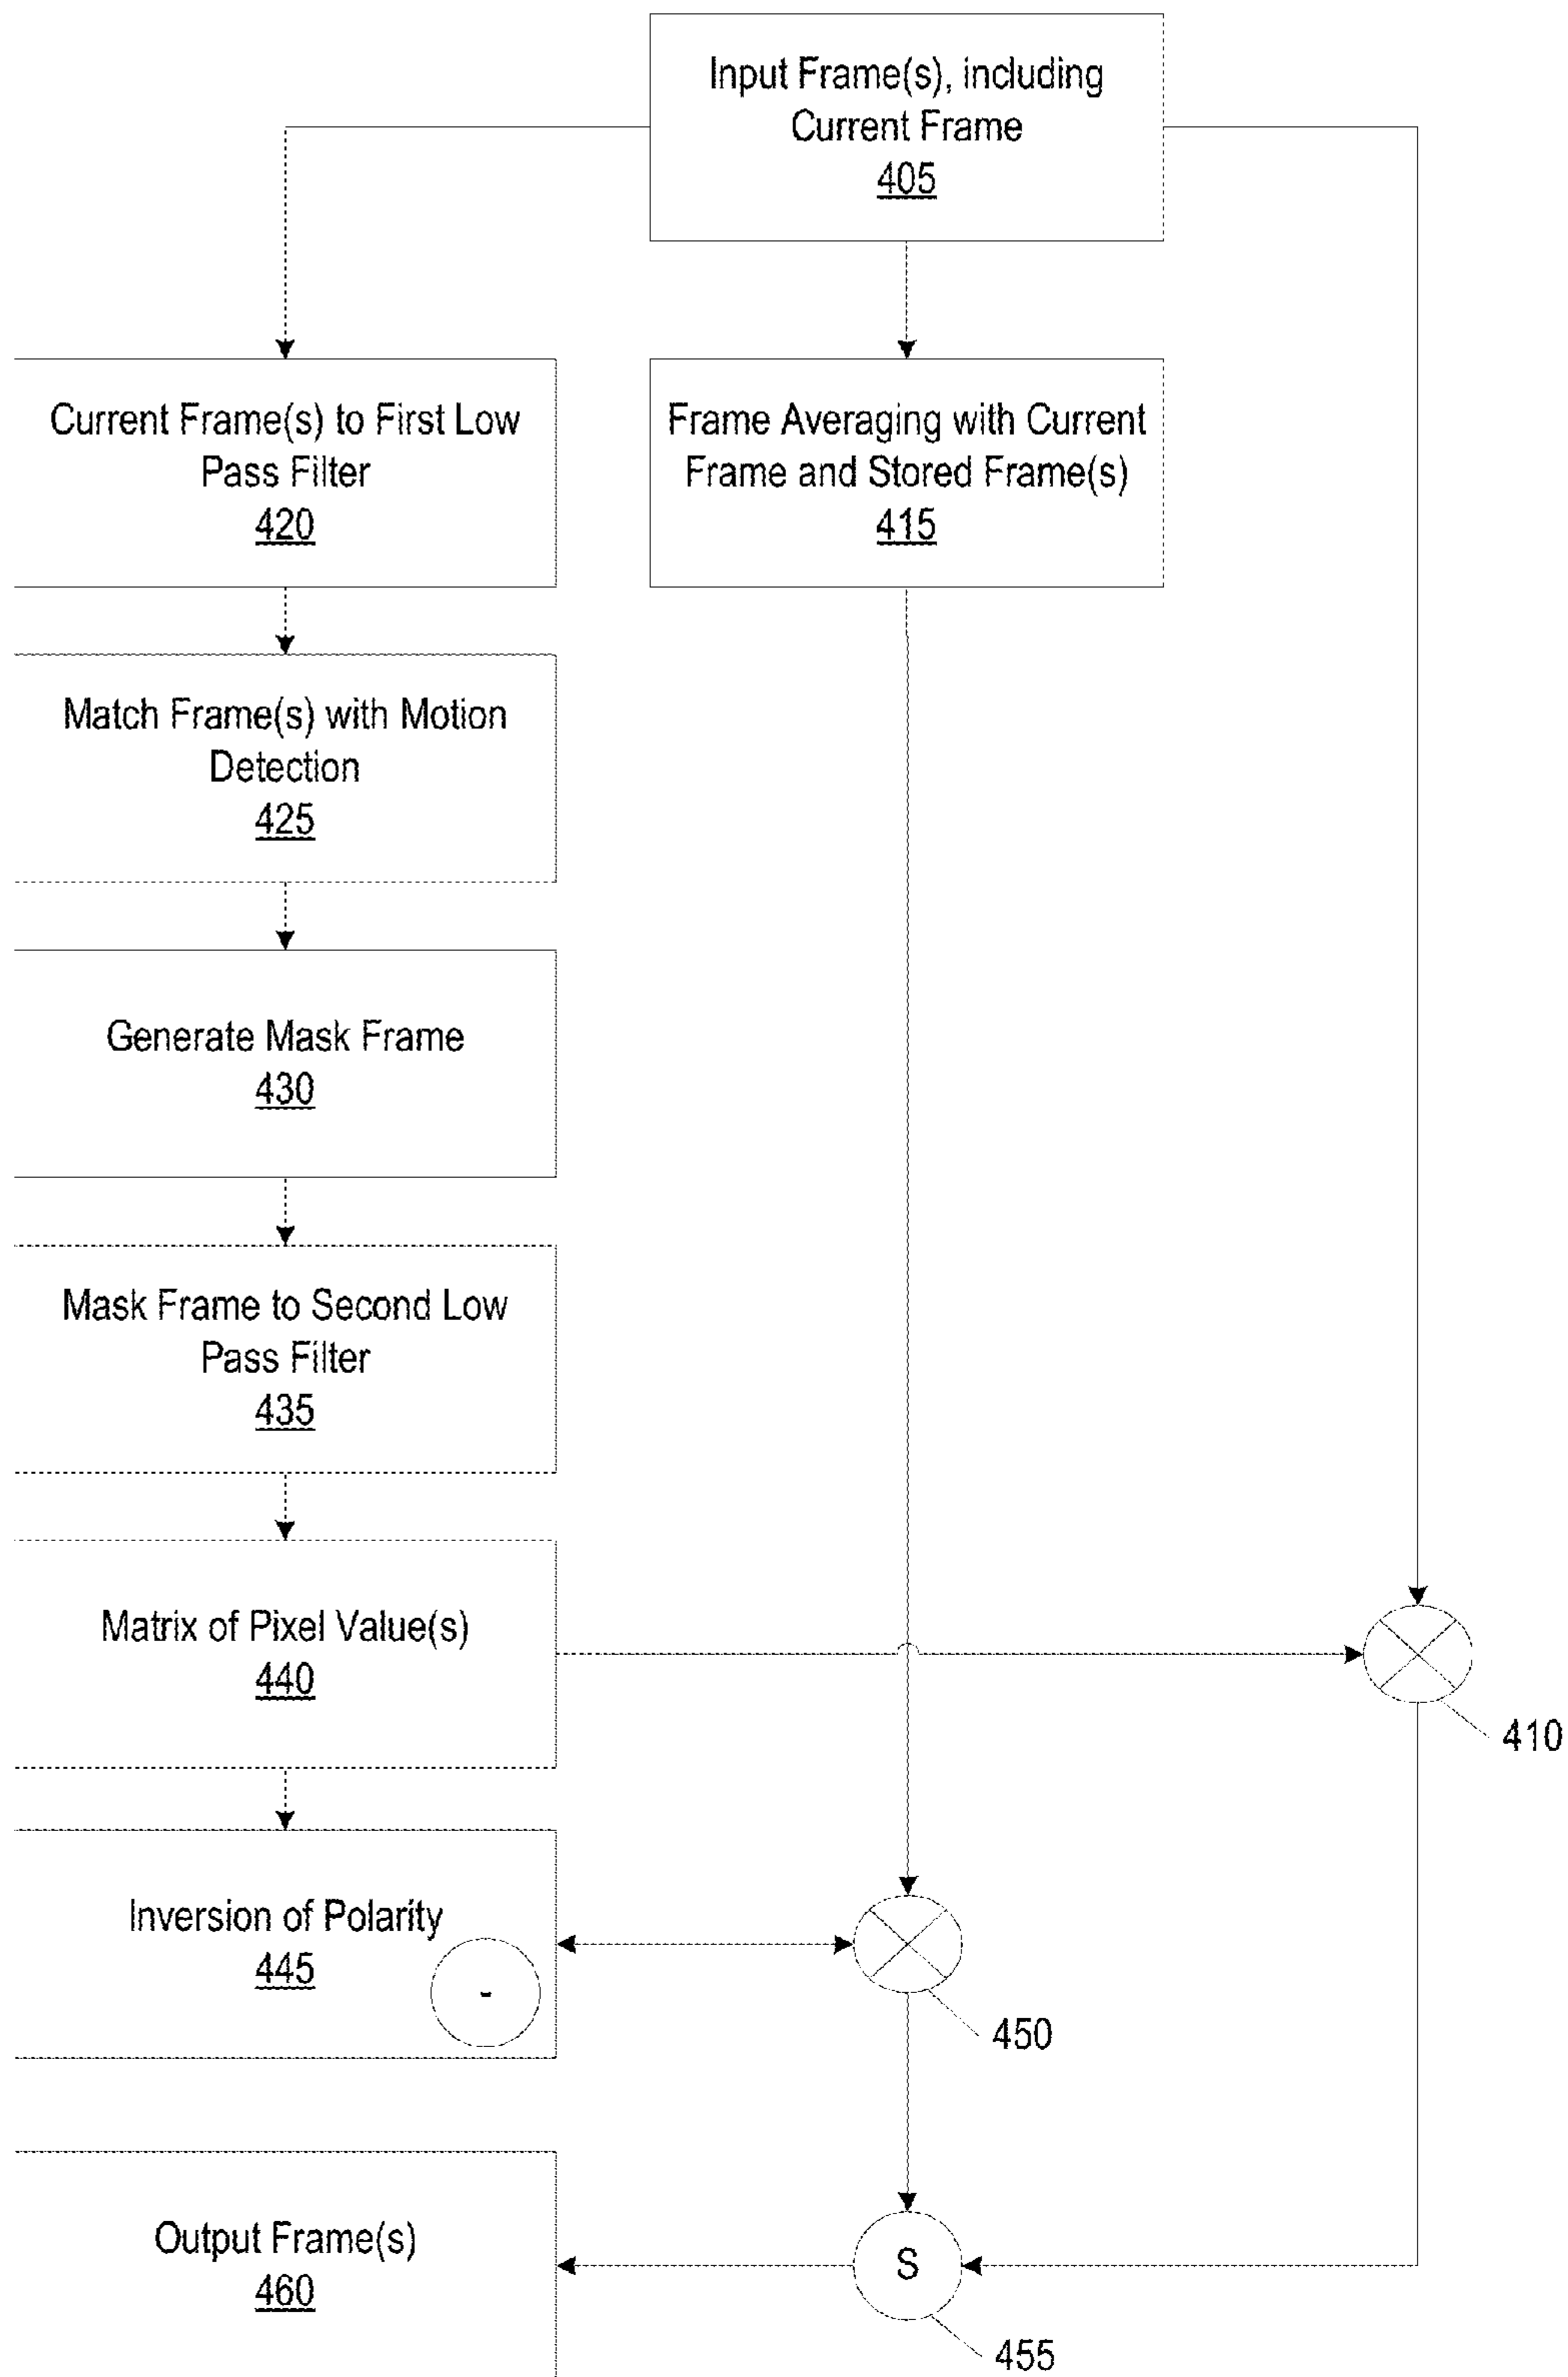 Input Frame(s), including
Current Frame
405
Current Frame(s) to First Low
Pass Filter
420
Frame Averaging with Current
Frame and Stored Frame(s)
415
Match Frame(s) with Motion
Detection
425
Generate Mask Frame
430
Mask Frame to Second Low
Pass Filter
435
Matrix of Pixel Value(s)
440
410
Inversion of Polarity
445
-
450
Output Frame(s)
460
S
455